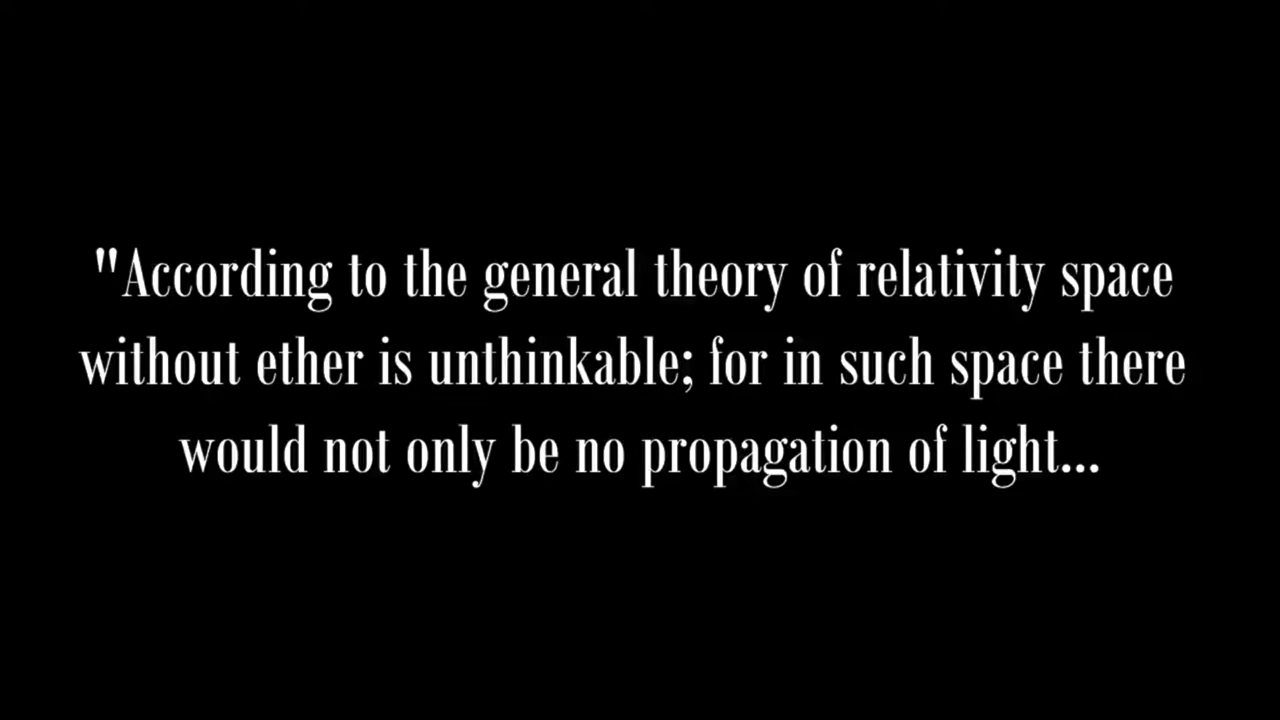 "According to the general theory of relativity space
without ether is unthinkable; for in such space there
would not only be no propagation of light...